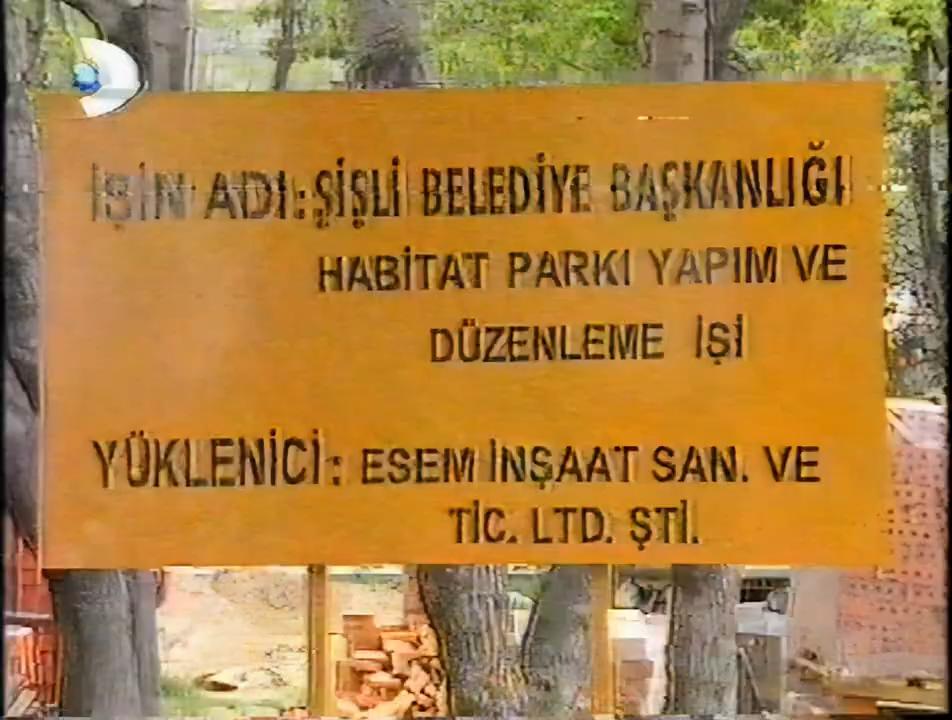 İŞİN ADI: ŞİŞLİ BELEDİYE BAŞKANLIĞI
HABİTAT PARKI YAPIM VE
DÜZENLEME İŞİ
YÜKLENİCİ: ESEM İNŞAAT SAN. VE
TİC. LTD. ŞTİ.